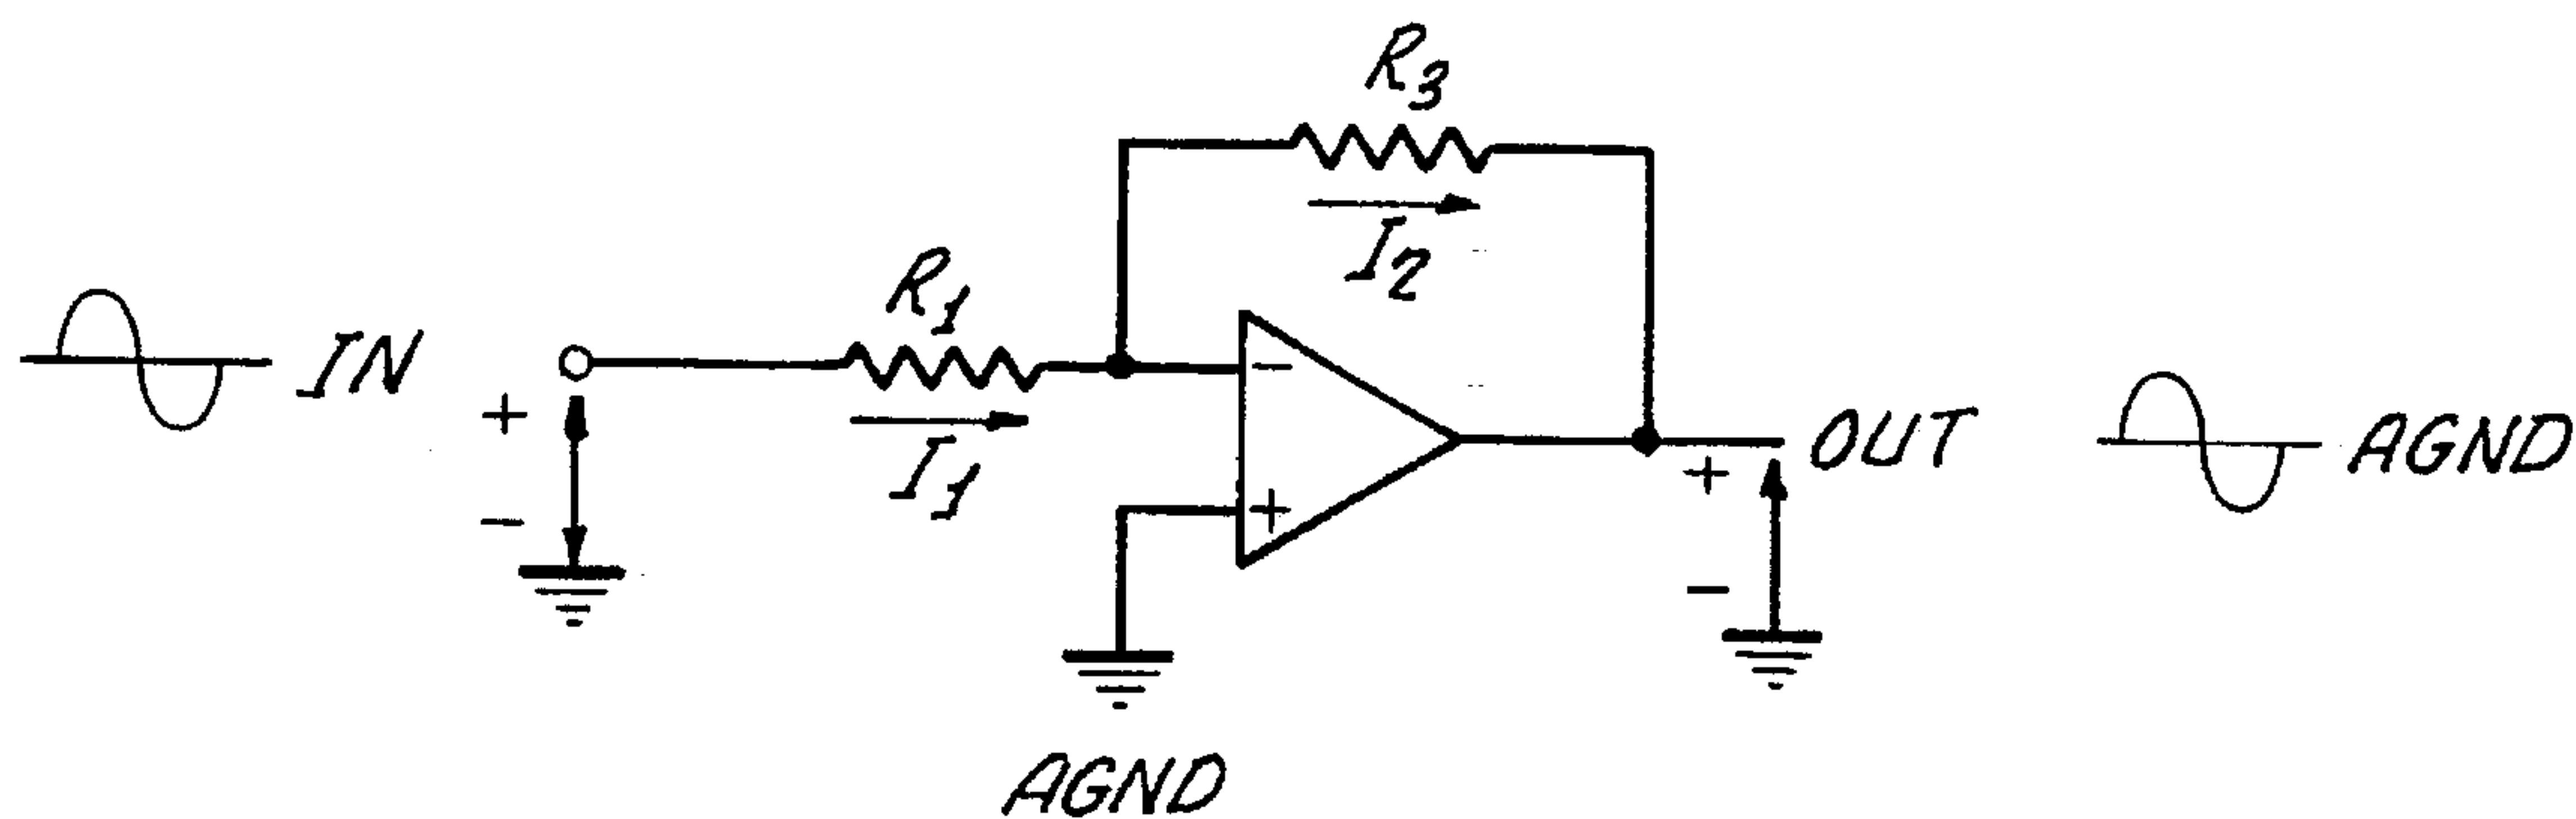 R3
I2
R1
IN
+
-
I1
-
+
OUT
+
-
AGND
AGND